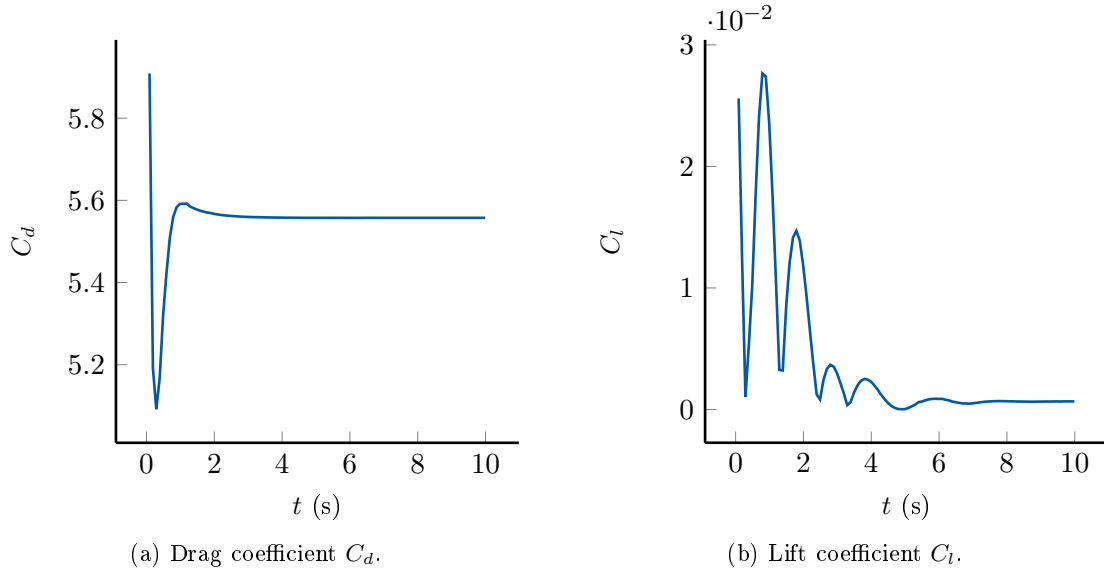 5.8
5.6
5.4
5.2
C_d
0 2 4 6 8 10
t (s)
(a) Drag coefficient C_d.
·10⁻²
3
2
1
0
C_l
0 2 4 6 8 10
t (s)
(b) Lift coefficient C_l.